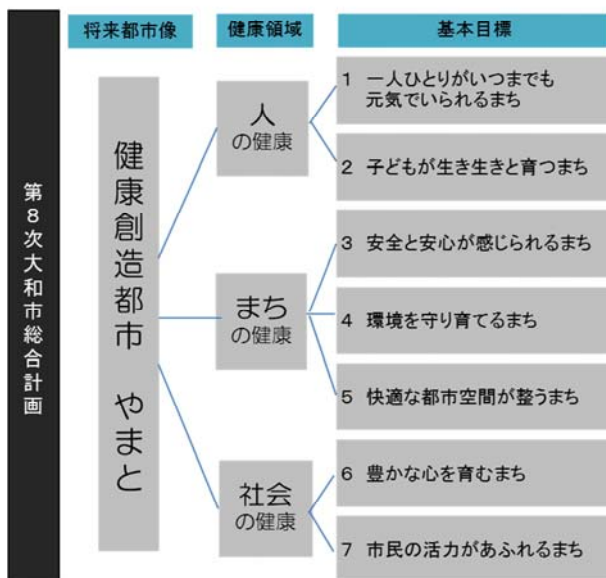 将来都市像
健康領域
基本目標
第8次大和市総合計画
健康創造都市 やまと
人
の健康
1 一人ひとりがいつまでも
元気でいられるまち
2 子どもが生き生きと育つまち
まち
の健康
3 安全と安心が感じられるまち
4 環境を守り育てるまち
5 快適な都市空間が整うまち
社会
の健康
6 豊かな心を育むまち
7 市民の活力があふれるまち